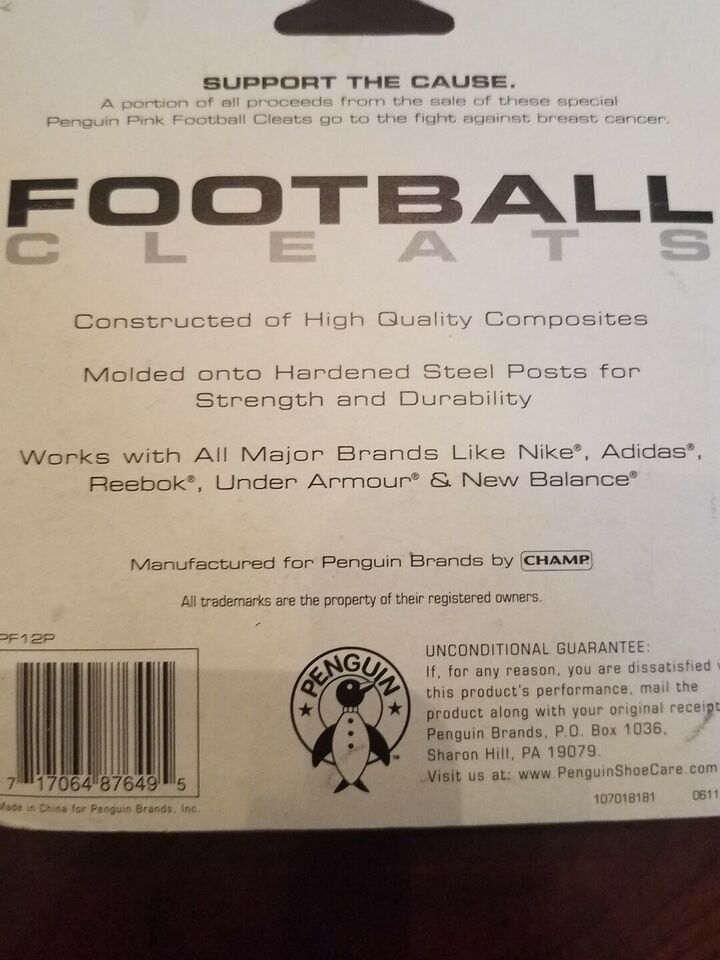 SUPPORT THE CAUSE.
A portion of all proceeds from the sale of these special
Penguin Pink Football Cleats go to the fight against breast cancer.
FOOTBALL
CLEATS
Constructed of High Quality Composites
Molded onto Hardened Steel Posts for
Strength and Durability
Works with All Major Brands Like Nike®, Adidas®,
Reebok®, Under Armour® & New Balance®
Manufactured for Penguin Brands by CHAMP
All trademarks are the property of their registered owners.
PF12P
7 17064 87649 5
Made in China for Penguin Brands, Inc.
PENGUIN
™
UNCONDITIONAL GUARANTEE:
If, for any reason, you are dissatisfied
this product's performance, mail the
product along with your original receipt
Penguin Brands, P.O. Box 1036,
Sharon Hill, PA 19079.
Visit us at: www.PenguinShoeCare.com
107018181 0611